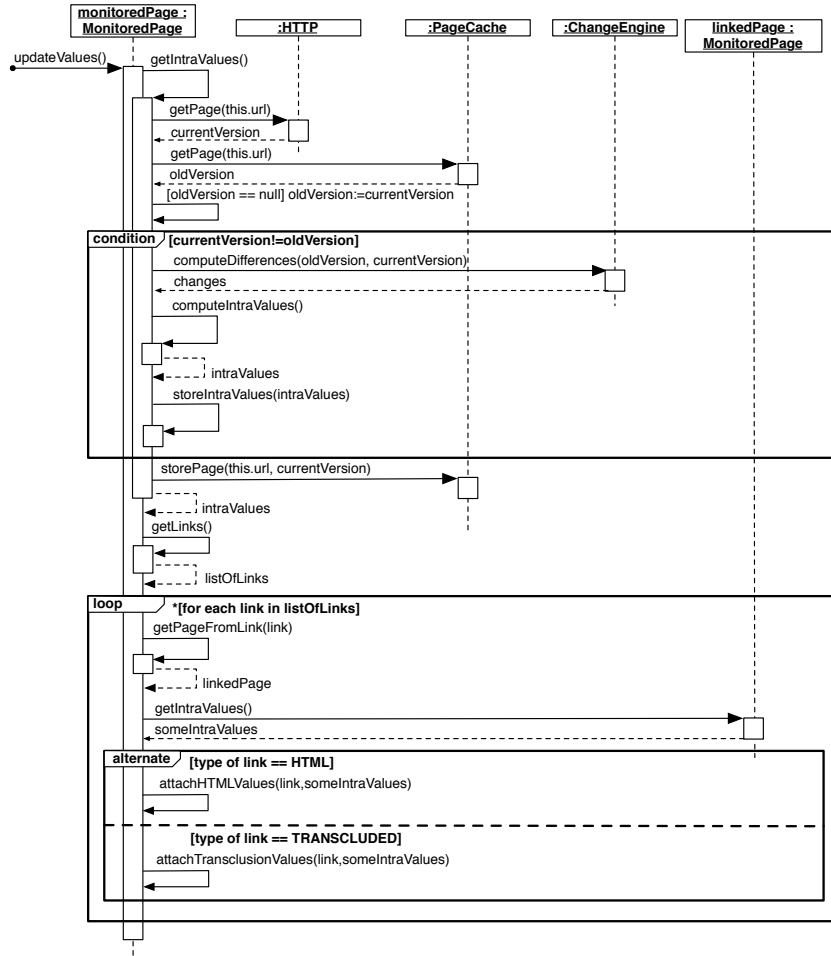 monitoredPage :
MonitoredPage
:HTTP
:PageCache
:ChangeEngine
linkedPage :
MonitoredPage
updateValues()
getIntraValues()
getPage(this.url)
currentVersion
getPage(this.url)
oldVersion
[oldVersion == null] oldVersion:=currentVersion
condition
[currentVersion!=oldVersion]
computeDifferences(oldVersion, currentVersion)
changes
computeIntraValues()
intraValues
storeIntraValues(intraValues)
storePage(this.url, currentVersion)
intraValues
getLinks()
listOfLinks
loop
*[for each link in listOfLinks]
getPageFromLink(link)
linkedPage
getIntraValues()
someIntraValues
alternate
[type of link == HTML]
attachHTMLValues(link,someIntraValues)
[type of link == TRANSCLUDED]
attachTransclusionValues(link,someIntraValues)